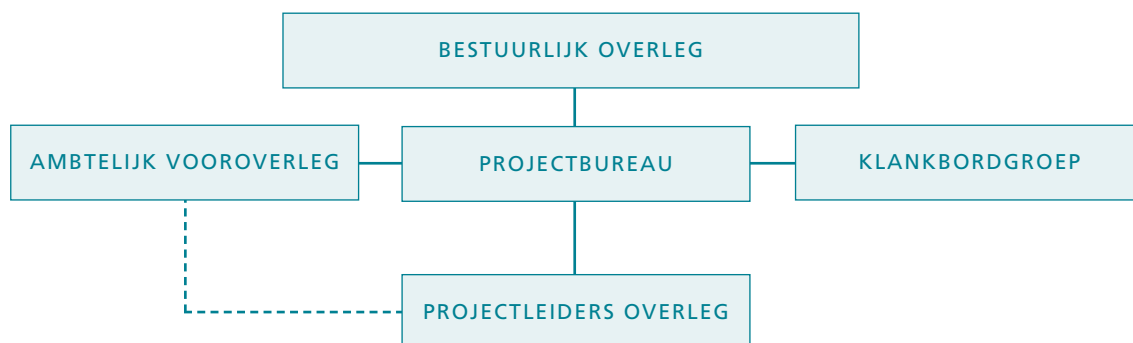 BESTUURLIJK OVERLEG
AMBTELIJK VOOROVERLEG
PROJECTBUREAU
KLANKBORDGROEP
PROJECTLEIDERS OVERLEG